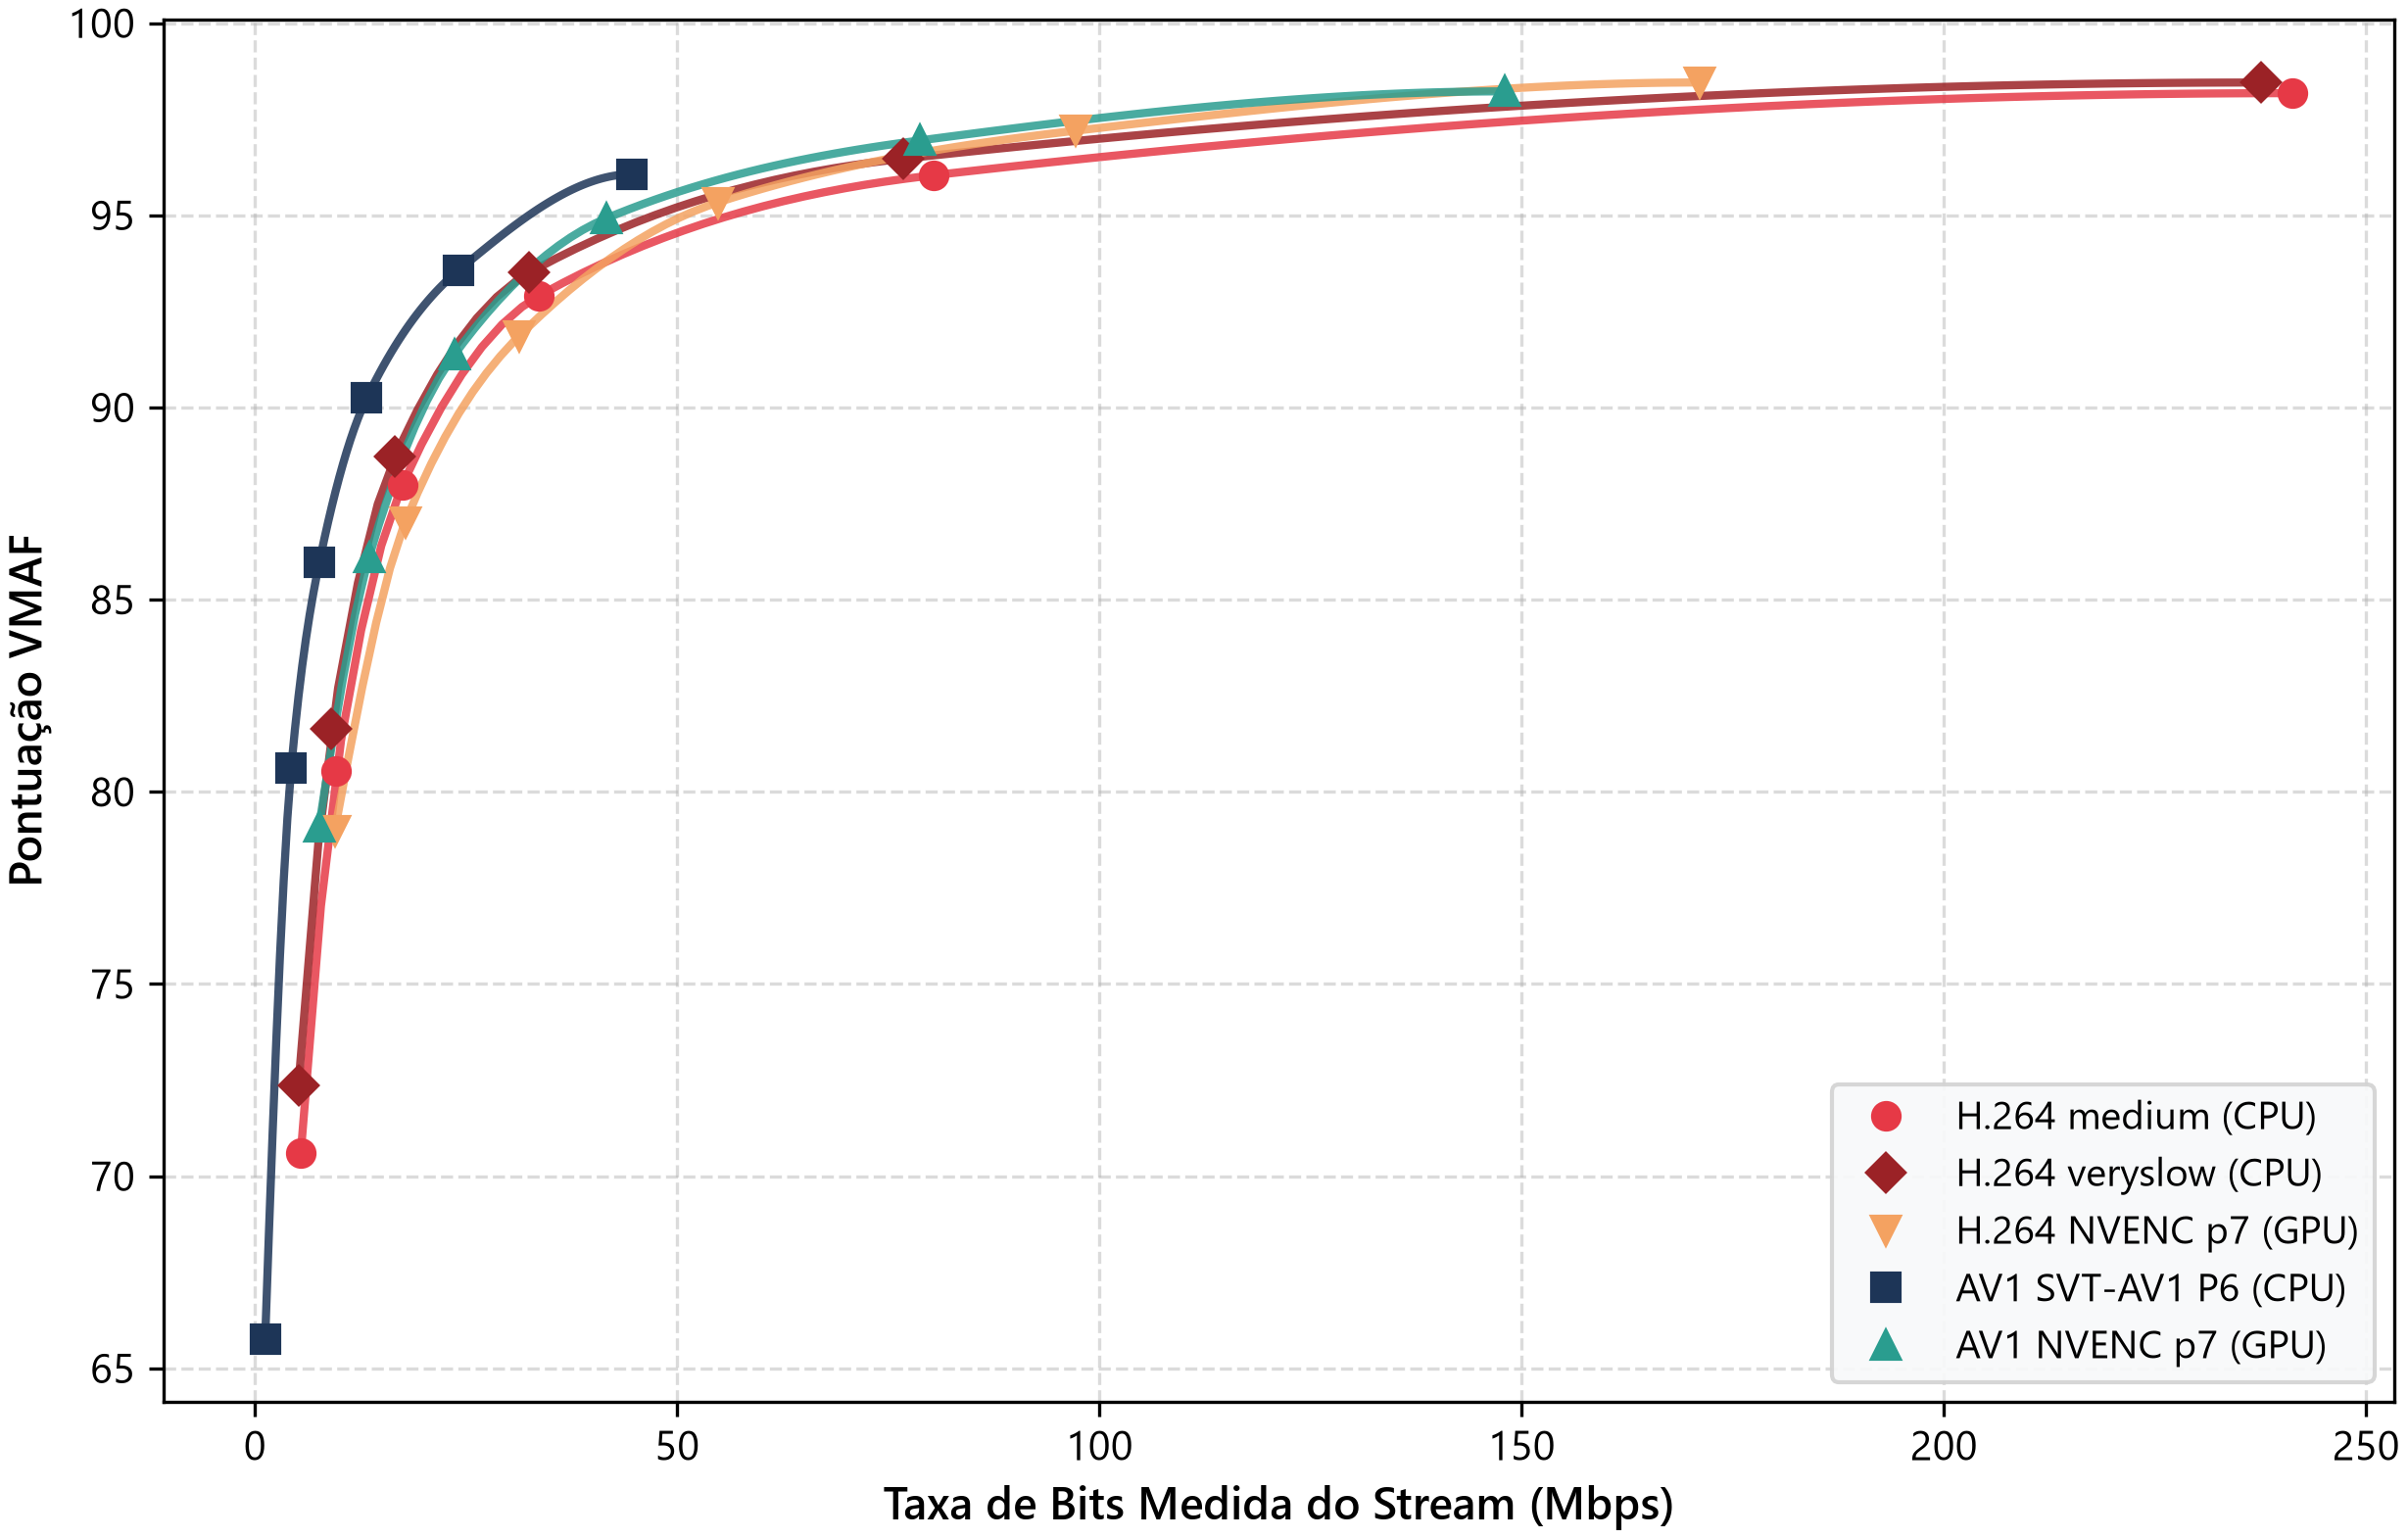 100
95
90
85
80
75
70
65
Pontuação VMAF
0
50
100
150
200
250
Taxa de Bits Medida do Stream (Mbps)
H.264 medium (CPU)
H.264 veryslow (CPU)
H.264 NVENC p7 (GPU)
AV1 SVT-AV1 P6 (CPU)
AV1 NVENC p7 (GPU)